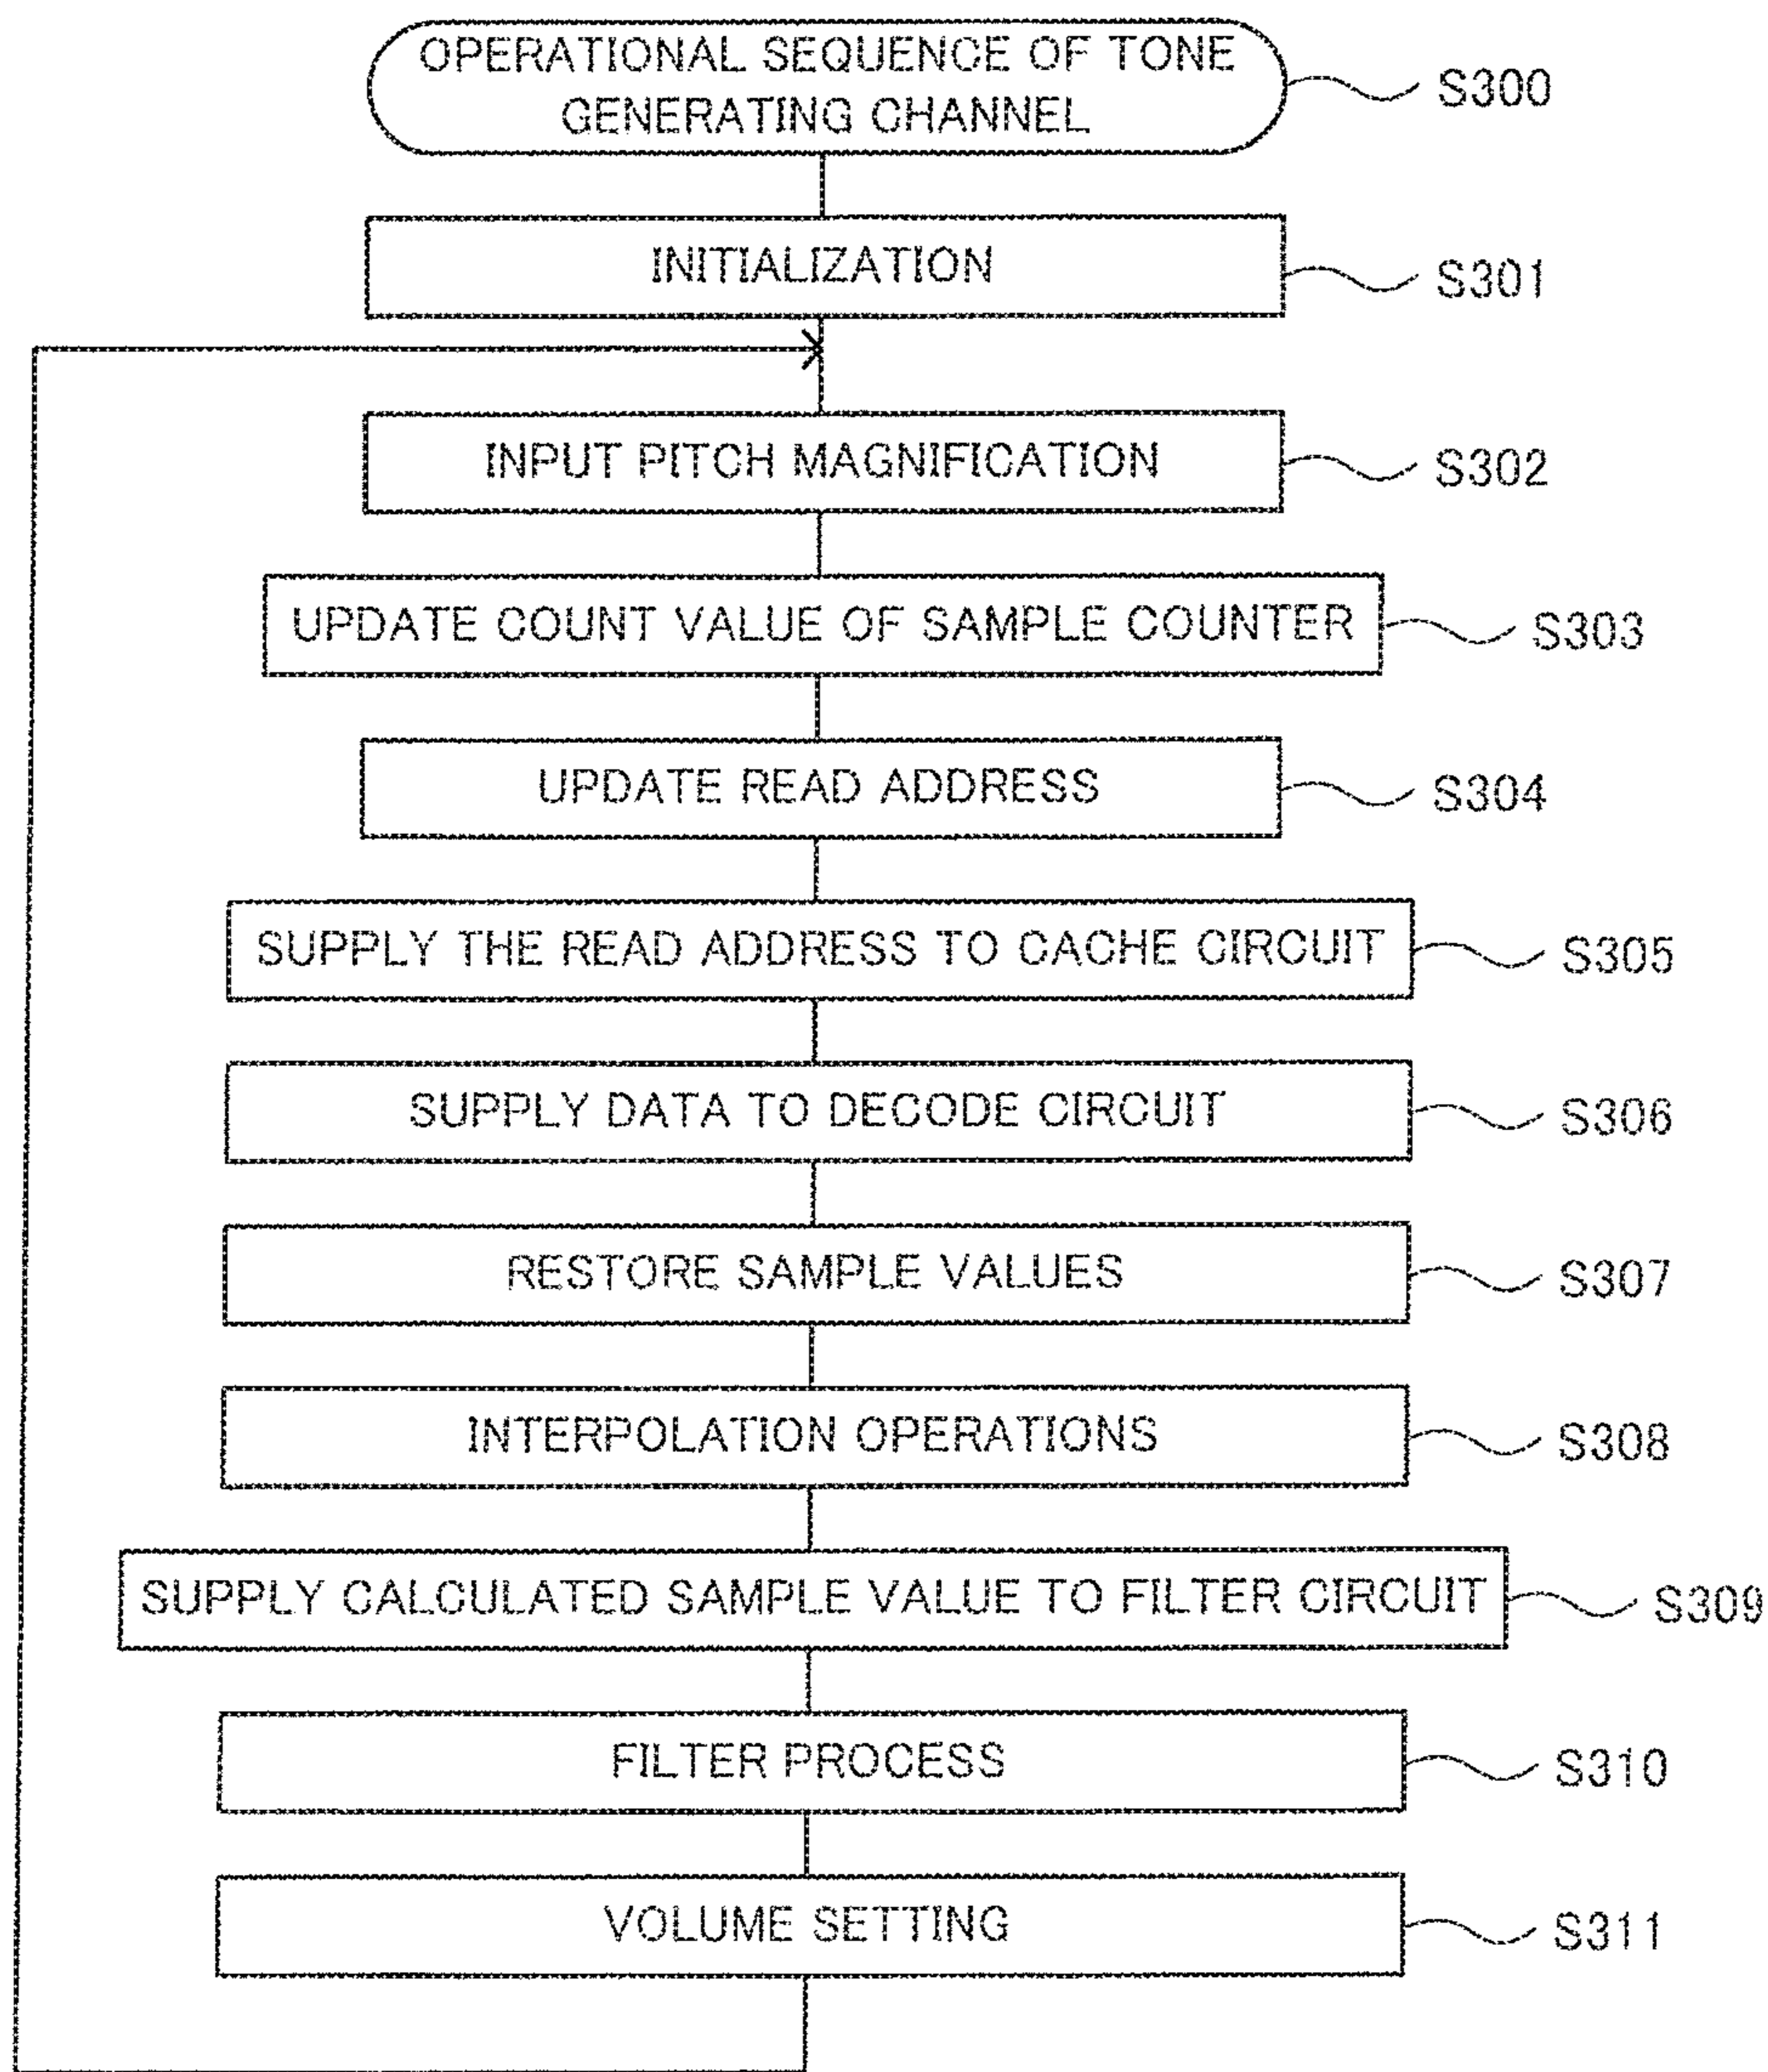 OPERATIONAL SEQUENCE OF TONE
GENERATING CHANNEL
S300
INITIALIZATION
S301
INPUT PITCH MAGNIFICATION
S302
UPDATE COUNT VALUE OF SAMPLE COUNTER
S303
UPDATE READ ADDRESS
S304
SUPPLY THE READ ADDRESS TO CACHE CIRCUIT
S305
SUPPLY DATA TO DECODE CIRCUIT
S306
RESTORE SAMPLE VALUES
S307
INTERPOLATION OPERATIONS
S308
SUPPLY CALCULATED SAMPLE VALUE TO FILTER CIRCUIT
S309
FILTER PROCESS
S310
VOLUME SETTING
S311